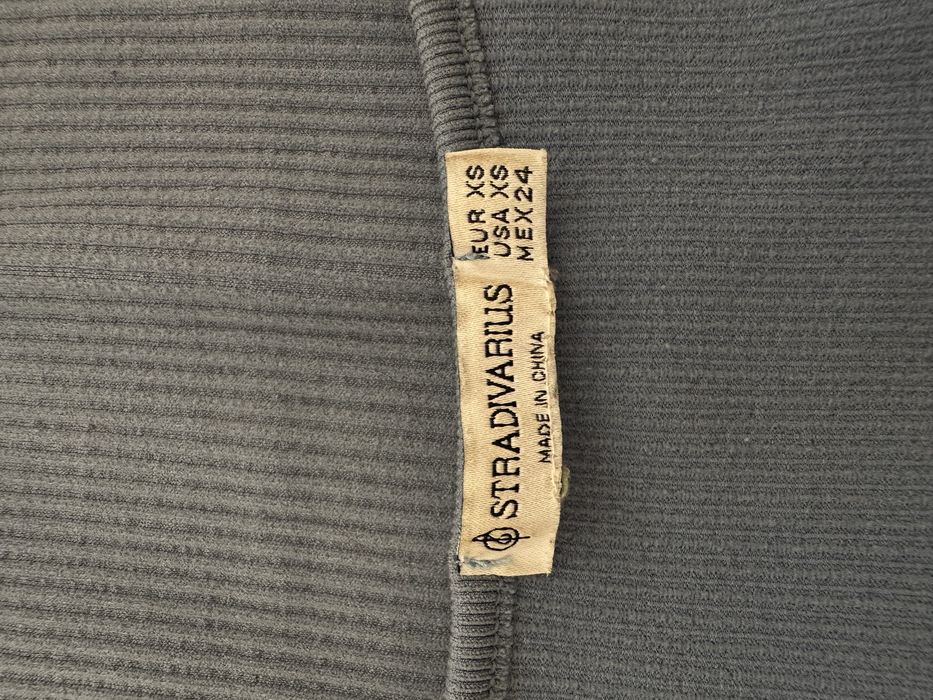 STRADIVARIUS
MADE IN CHINA
EUR XS
USA XS
MEX 24